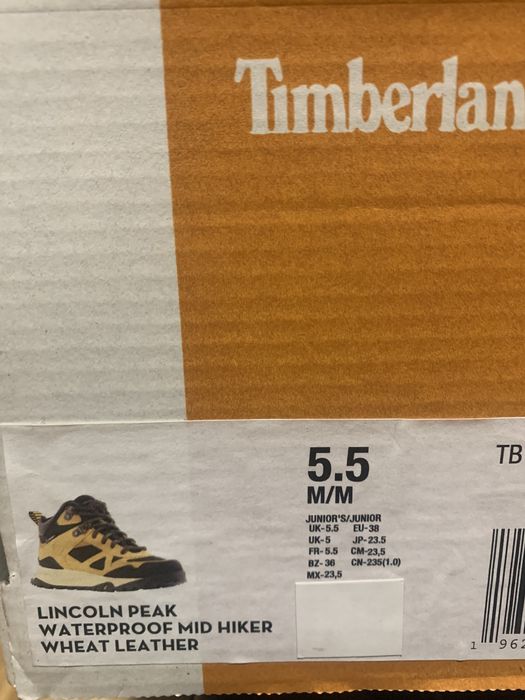 Timberlan
5.5
M/M
TB
JUNIOR'S/JUNIOR
UK-5.5 EU-38
UK-5 JP-23.5
FR-5.5 CM-23,5
BZ-36 CN-235(1.0)
MX-23,5
LINCOLN PEAK
WATERPROOF MID HIKER
WHEAT LEATHER
1 962